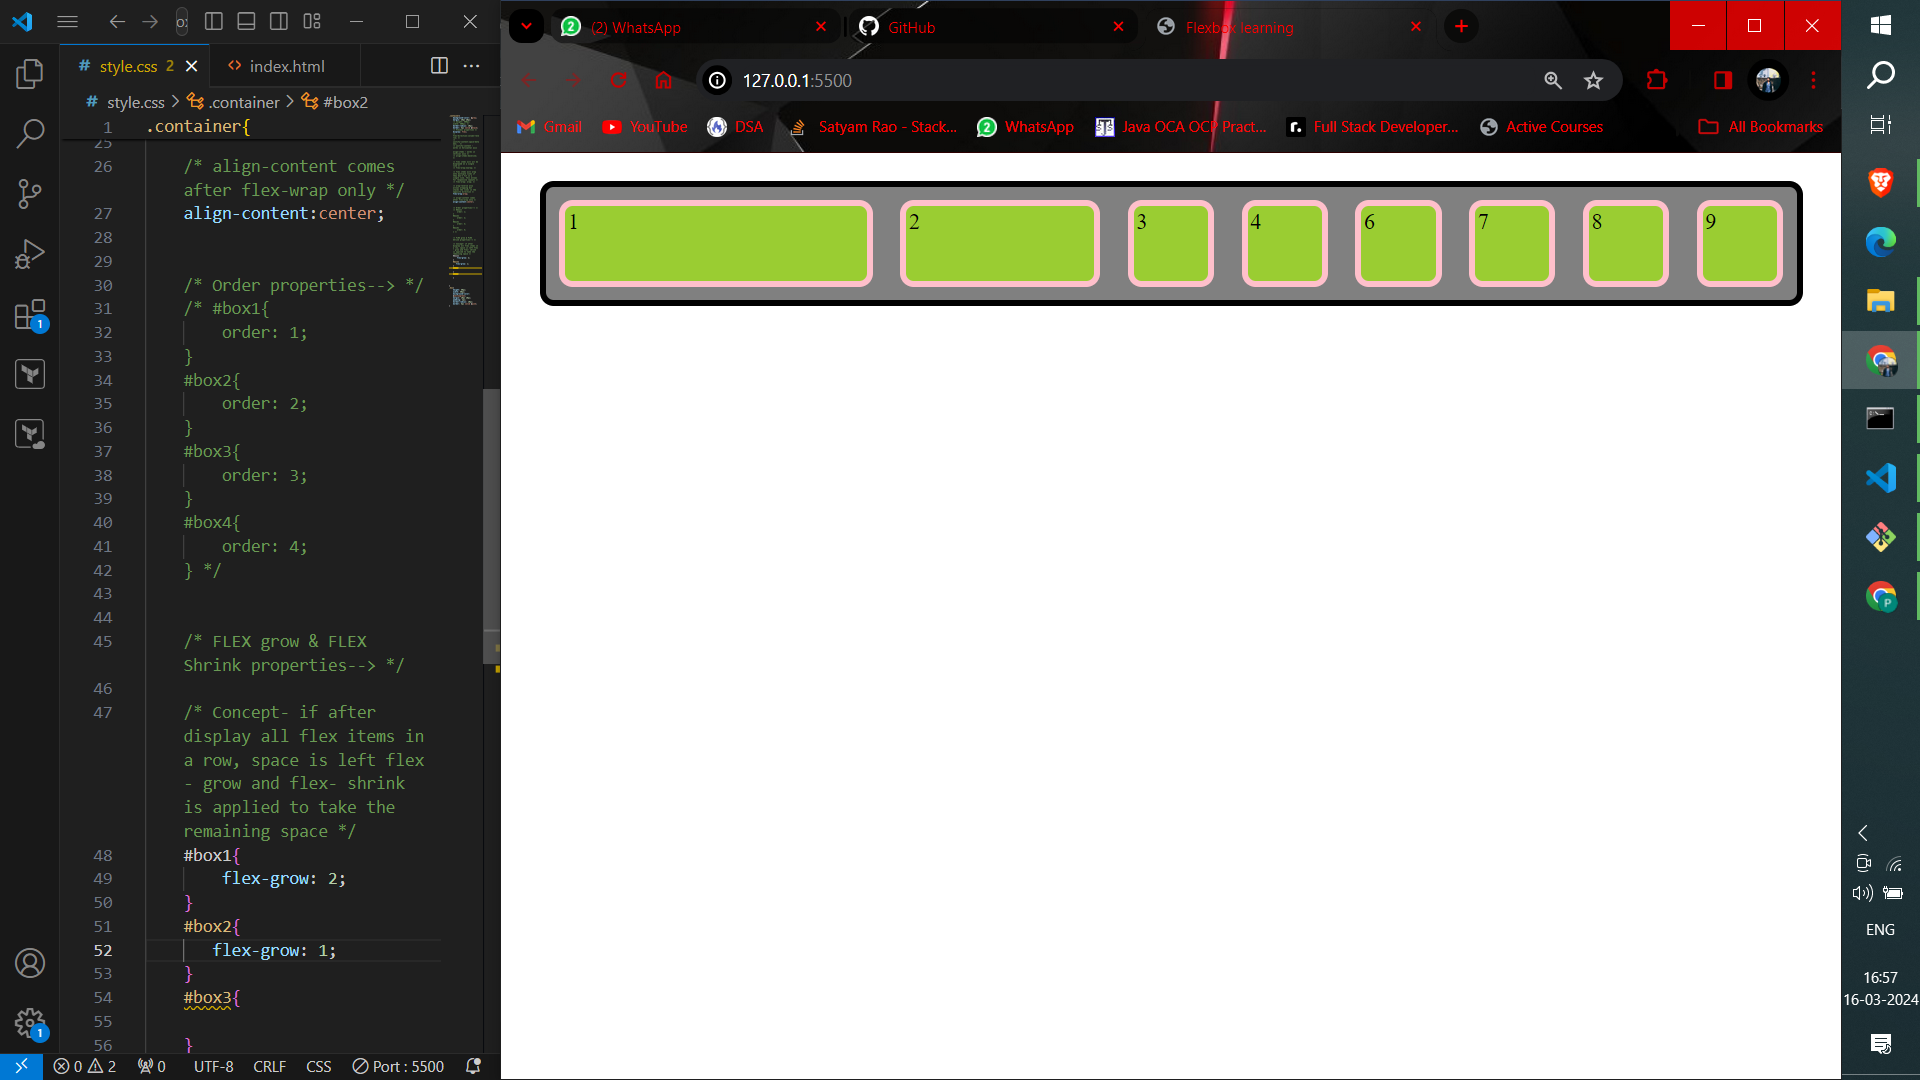 style.css 2
index.html
style.css > .container > #box2
1 .container{
25
26 /* align-content comes
after flex-wrap only */
27 align-content:center;
28
29
30 /* Order properties--> */
31 /* #box1{
32 order: 1;
33 }
34 #box2{
35 order: 2;
36 }
37 #box3{
38 order: 3;
39 }
40 #box4{
41 order: 4;
42 } */
43
44
45 /* FLEX grow & FLEX
Shrink properties--> */
46
47 /* Concept- if after
display all flex items in
a row, space is left flex
- grow and flex- shrink
is applied to take the
remaining space */
48 #box1{
49 flex-grow: 2;
50 }
51 #box2{
52 flex-grow: 1;
53 }
54 #box3{
55
56 }
1
1
0 2 0 UTF-8 CRLF CSS Port : 5500
(2) WhatsApp
GitHub
Flexbox learning
127.0.0.1:5500
Gmail YouTube DSA Satyam Rao - Stack... WhatsApp Java OCA OCP Pract... Full Stack Developer... Active Courses All Bookmarks
1 2 3 4 6 7 8 9
P
ENG
16:57
16-03-2024